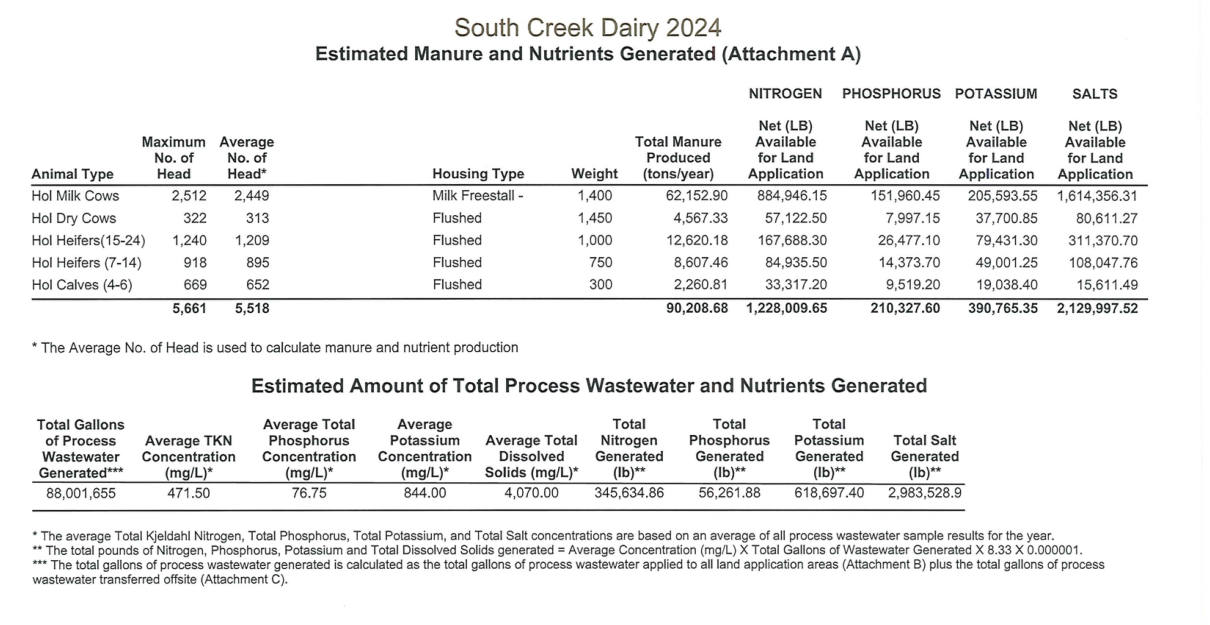 South Creek Dairy 2024
Estimated Manure and Nutrients Generated (Attachment A)
NITROGEN PHOSPHORUS POTASSIUM SALTS
Animal Type Maximum No. of Head Average No. of Head* Housing Type Weight Total Manure Produced (tons/year) Net (LB) Available for Land Application Net (LB) Available for Land Application Net (LB) Available for Land Application Net (LB) Available for Land Application
Hol Milk Cows 2,512 2,449 Milk Freestall - 1,400 62,152.90 884,946.15 151,960.45 205,593.55 1,614,356.31
Hol Dry Cows 322 313 Flushed 1,450 4,567.33 57,122.50 7,997.15 37,700.85 80,611.27
Hol Heifers(15-24) 1,240 1,209 Flushed 1,000 12,620.18 167,688.30 26,477.10 79,431.30 311,370.70
Hol Heifers (7-14) 918 895 Flushed 750 8,607.46 84,935.50 14,373.70 49,001.25 108,047.76
Hol Calves (4-6) 669 652 Flushed 300 2,260.81 33,317.20 9,519.20 19,038.40 15,611.49
5,661 5,518 90,208.68 1,228,009.65 210,327.60 390,765.35 2,129,997.52
* The Average No. of Head is used to calculate manure and nutrient production
Estimated Amount of Total Process Wastewater and Nutrients Generated
Total Gallons of Process Wastewater Generated*** Average TKN Concentration (mg/L)* Average Total Phosphorus Concentration (mg/L)* Average Potassium Concentration (mg/L)* Average Total Dissolved Solids (mg/L)* Total Nitrogen Generated (lb)** Total Phosphorus Generated (lb)** Total Potassium Generated (lb)** Total Salt Generated (lb)**
88,001,655 471.50 76.75 844.00 4,070.00 345,634.86 56,261.88 618,697.40 2,983,528.9
* The average Total Kjeldahl Nitrogen, Total Phosphorus, Total Potassium, and Total Salt concentrations are based on an average of all process wastewater sample results for the year.
** The total pounds of Nitrogen, Phosphorus, Potassium and Total Dissolved Solids generated = Average Concentration (mg/L) X Total Gallons of Wastewater Generated X 8.33 X 0.000001.
*** The total gallons of process wastewater generated is calculated as the total gallons of process wastewater applied to all land application areas (Attachment B) plus the total gallons of process
wastewater transferred offsite (Attachment C).